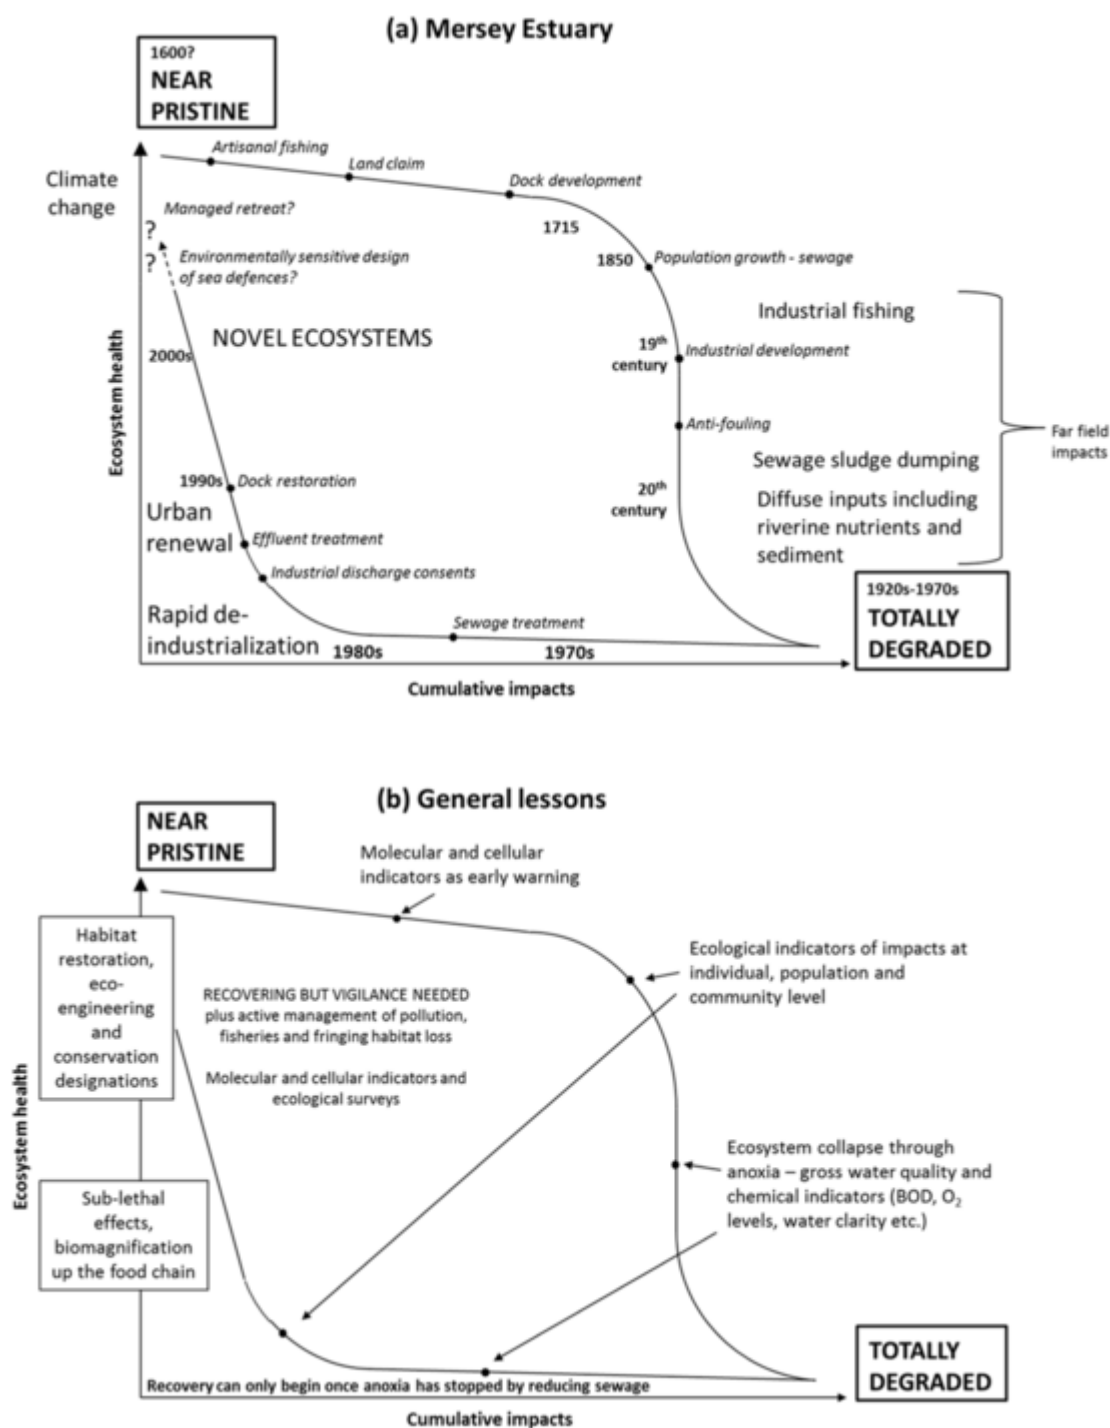 (a) Mersey Estuary
1600?
NEAR
PRISTINE
Artisanal fishing
Land claim
Dock development
Climate
change
Managed retreat?
?
?
Environmentally sensitive design
of sea defences?
1715
1850
Population growth - sewage
NOVEL ECOSYSTEMS
2000s
Industrial fishing
19th
century
Industrial development
Anti-fouling
Far field
impacts
Sewage sludge dumping
20th
century
Diffuse inputs including
riverine nutrients and
sediment
Ecosystem health
1990s
Dock restoration
Urban
renewal
Effluent treatment
Industrial discharge consents
Rapid de-
industrialization
Sewage treatment
1980s
1970s
1920s-1970s
TOTALLY
DEGRADED
Cumulative impacts
(b) General lessons
NEAR
PRISTINE
Molecular and cellular
indicators as early warning
Habitat
restoration,
eco-
engineering
and
conservation
designations
RECOVERING BUT VIGILANCE NEEDED
plus active management of pollution,
fisheries and fringing habitat loss
Molecular and cellular indicators and
ecological surveys
Ecological indicators of impacts at
individual, population and
community level
Ecosystem health
Sub-lethal
effects,
biomagnification
up the food chain
Ecosystem collapse through
anoxia – gross water quality and
chemical indicators (BOD, O₂
levels, water clarity etc.)
Recovery can only begin once anoxia has stopped by reducing sewage
TOTALLY
DEGRADED
Cumulative impacts